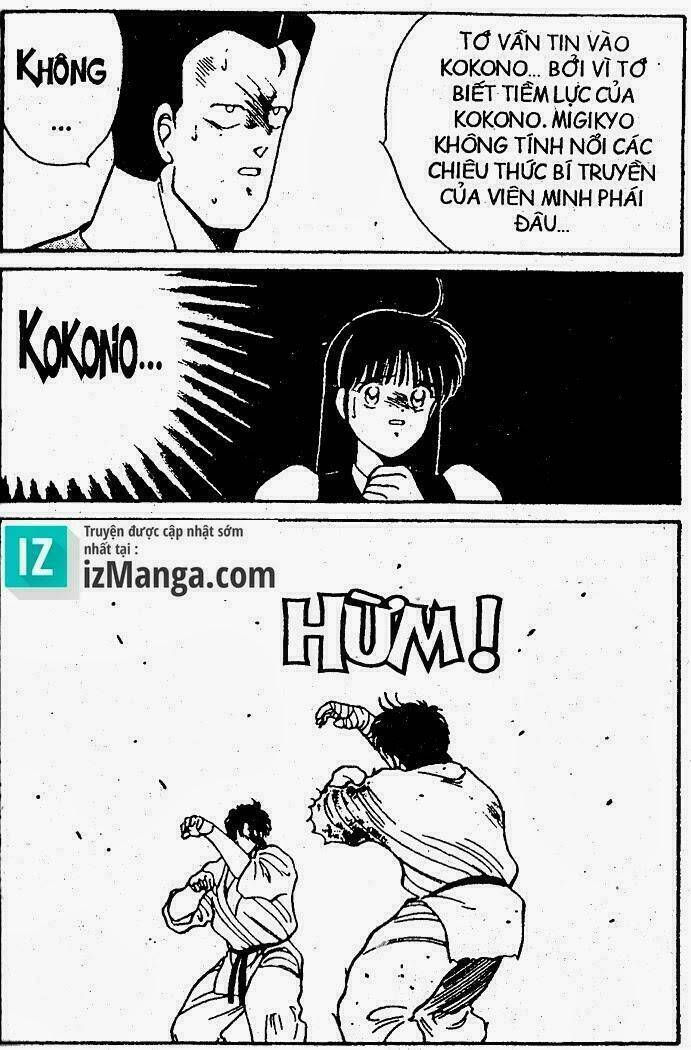 KHÔNG
...
TỚ VẪN TIN VÀO
KOKONO... BỞI VÌ TỚ
BIẾT TIỀM LỰC CỦA
KOKONO. MIGIKYO
KHÔNG TÍNH NỔI CÁC
CHIÊU THỨC BÍ TRUYỀN
CỦA VIÊN MINH PHÁI
ĐÂU...
KOKONO...
IZ
Truyện được cập nhật sớm
nhất tại :
izManga.com
HỪM!